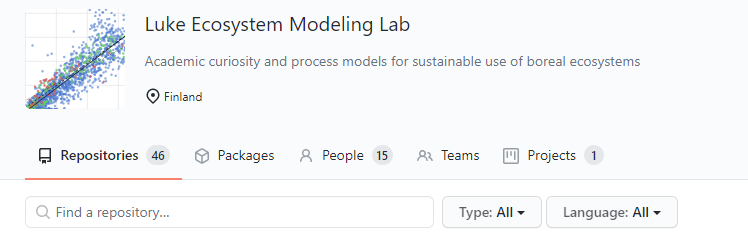 Luke Ecosystem Modeling Lab
Academic curiosity and process models for sustainable use of boreal ecosystems
Finland
Repositories 46 Packages People 15 Teams Projects 1
Find a repository... Type: All Language: All